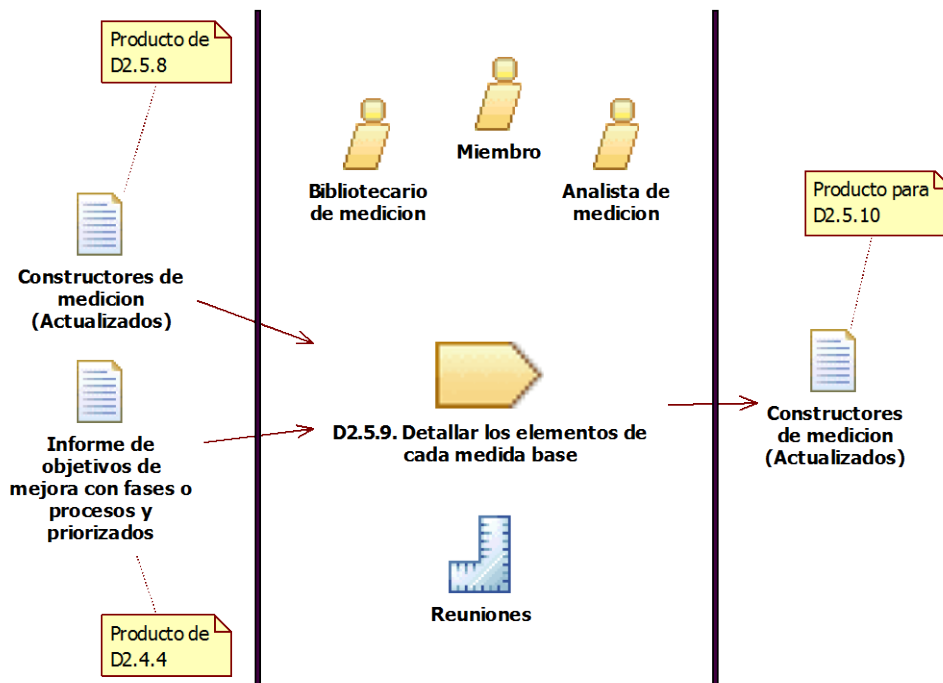 Producto de
D2.5.8
Constructores de
medicion
(Actualizados)
Informe de
objetivos de
mejora con fases o
procesos y
priorizados
Producto de
D2.4.4
Bibliotecario
de medicion
Miembro
Analista de
medicion
D2.5.9. Detallar los elementos de
cada medida base
Reuniones
Producto para
D2.5.10
Constructores
de medicion
(Actualizados)